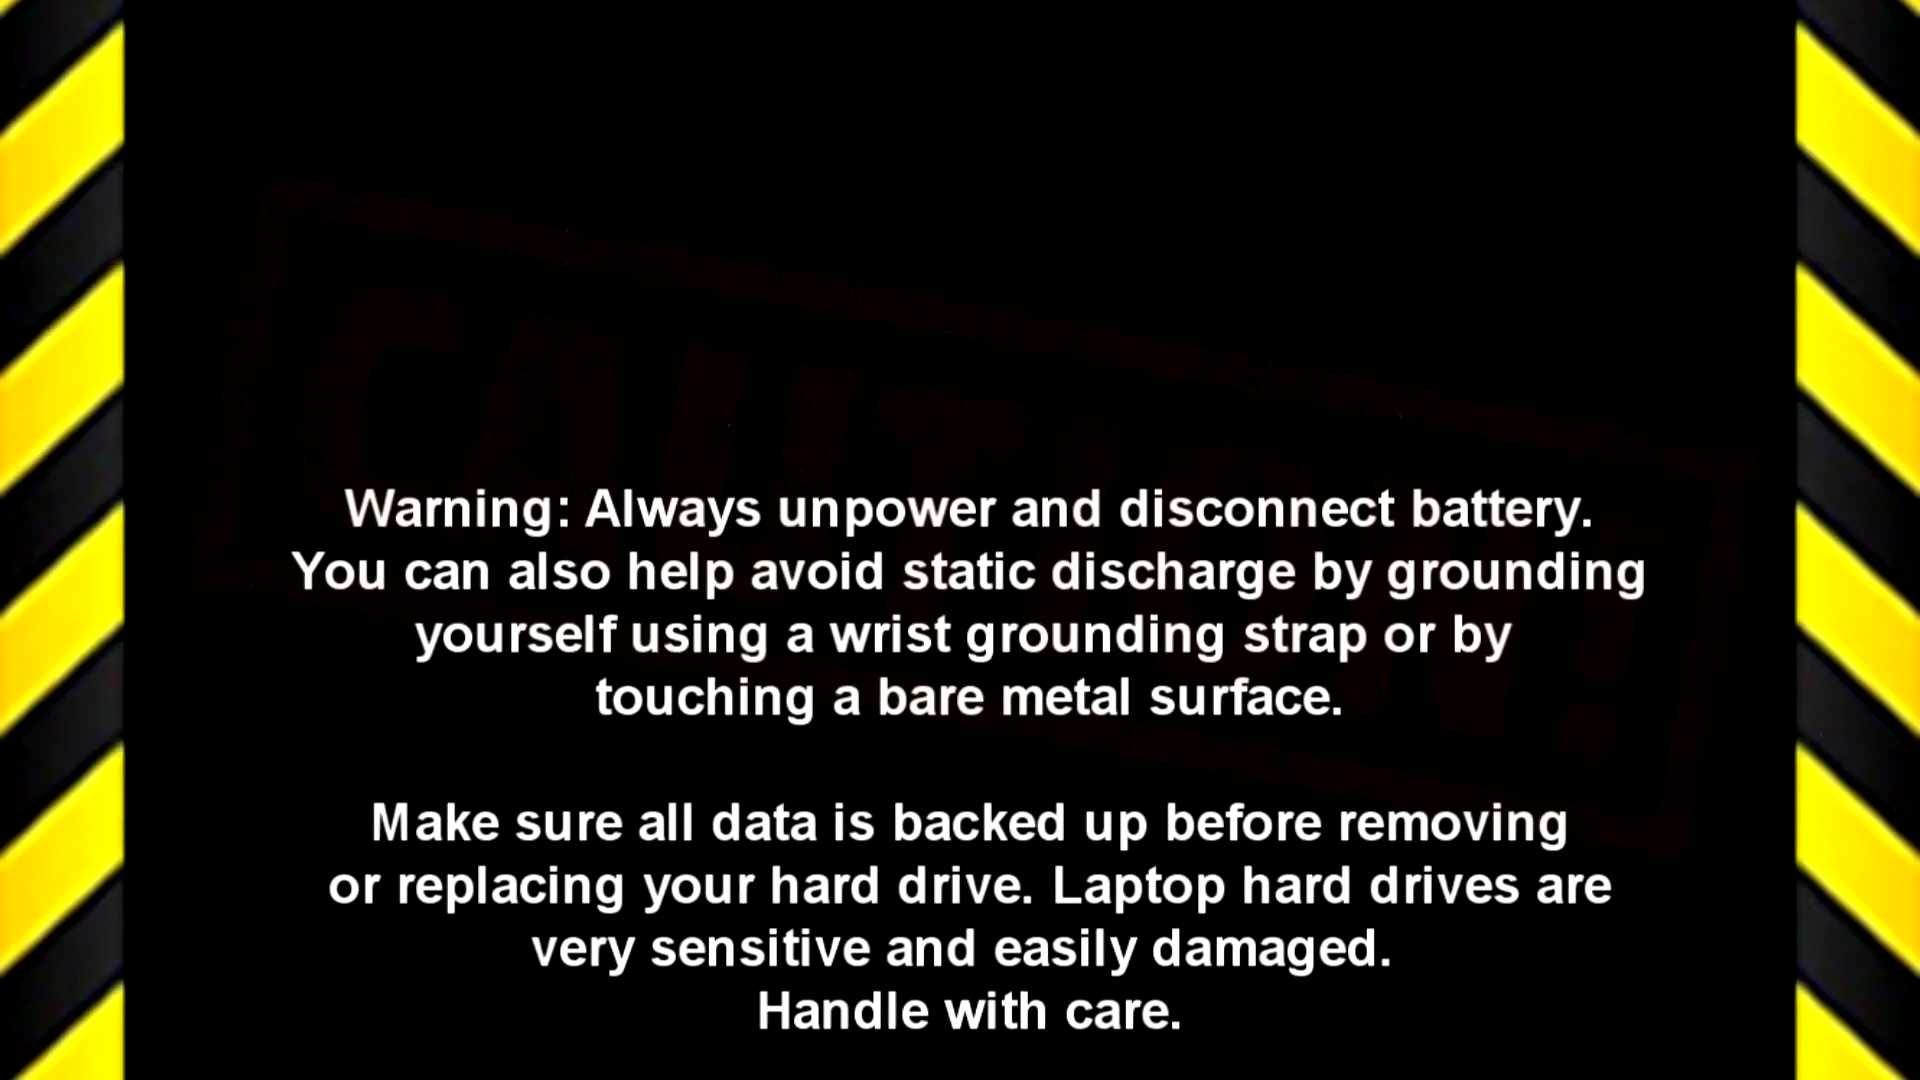 CAUTION!
Warning: Always unpower and disconnect battery.
You can also help avoid static discharge by grounding
yourself using a wrist grounding strap or by
touching a bare metal surface.
Make sure all data is backed up before removing
or replacing your hard drive. Laptop hard drives are
very sensitive and easily damaged.
Handle with care.